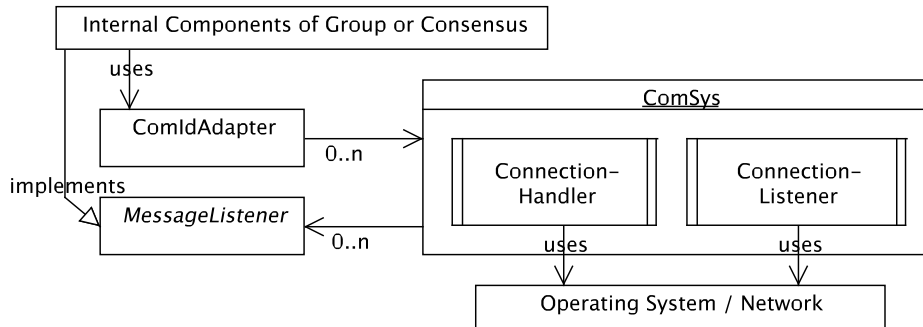 Internal Components of Group or Consensus
uses
ComSys
ComIdAdapter
0..n
Connection-
Handler
Connection-
Listener
implements
MessageListener
0..n
uses
uses
Operating System / Network